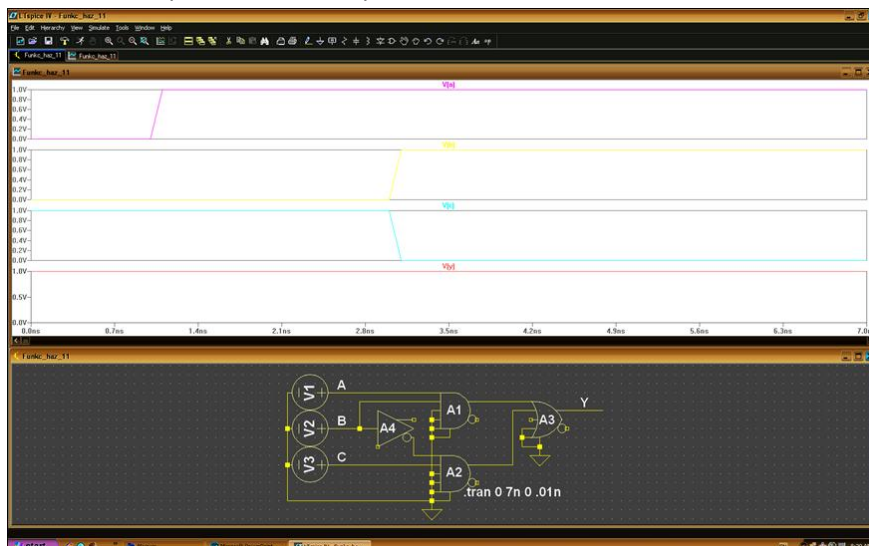 LTspice IV - Funkc_haz_11
File Edit Hierarchy View Simulate Tools Window Help
Funkc_haz_11 Funkc_haz_11
Funkc_haz_11
V[a]
1.0V
0.8V
0.6V
0.4V
0.2V
0.0V
V[b]
1.0V
0.8V
0.6V
0.4V
0.2V
0.0V
V[c]
1.0V
0.8V
0.6V
0.4V
0.2V
0.0V
V[y]
1.0V
0.5V
0.0V
0.0ns 0.7ns 1.4ns 2.1ns 2.8ns 3.5ns 4.2ns 4.9ns 5.6ns 6.3ns 7.0
Funkc_haz_11
V1 A
V2 B
V3 C
A4
A1
A2
A3
Y
.tran 0 7n 0 .01n